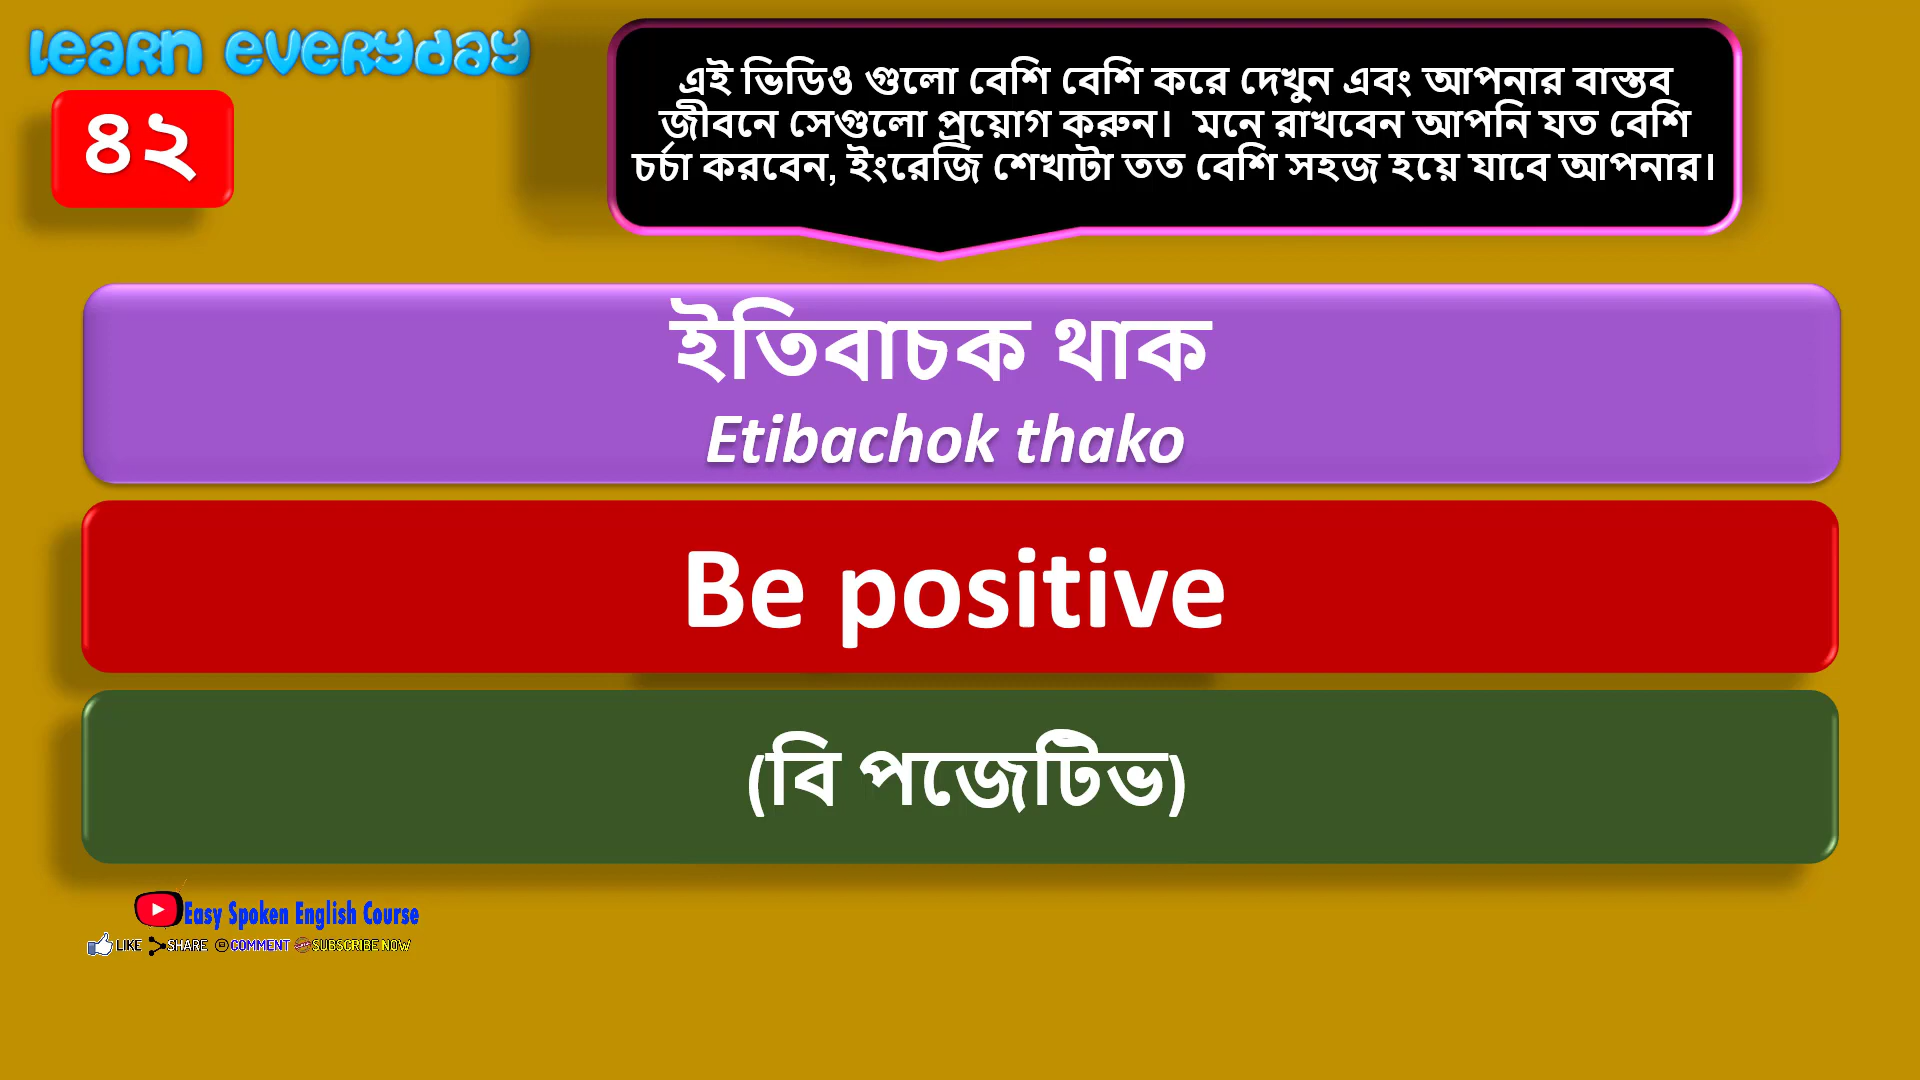 Learn Everyday
৪২
এই ভিডিও গুলো বেশি বেশি করে দেখুন এবং আপনার বাস্তব
জীবনে সেগুলো প্রয়োগ করুন। মনে রাখবেন আপনি যত বেশি
চর্চা করবেন, ইংরেজি শেখাটা তত বেশি সহজ হয়ে যাবে আপনার।
ইতিবাচক থাক
Etibachok thako
Be positive
(বি পজেটিভ)
Easy Spoken English Course
LIKE SHARE COMMENT SUBSCRIBE NOW